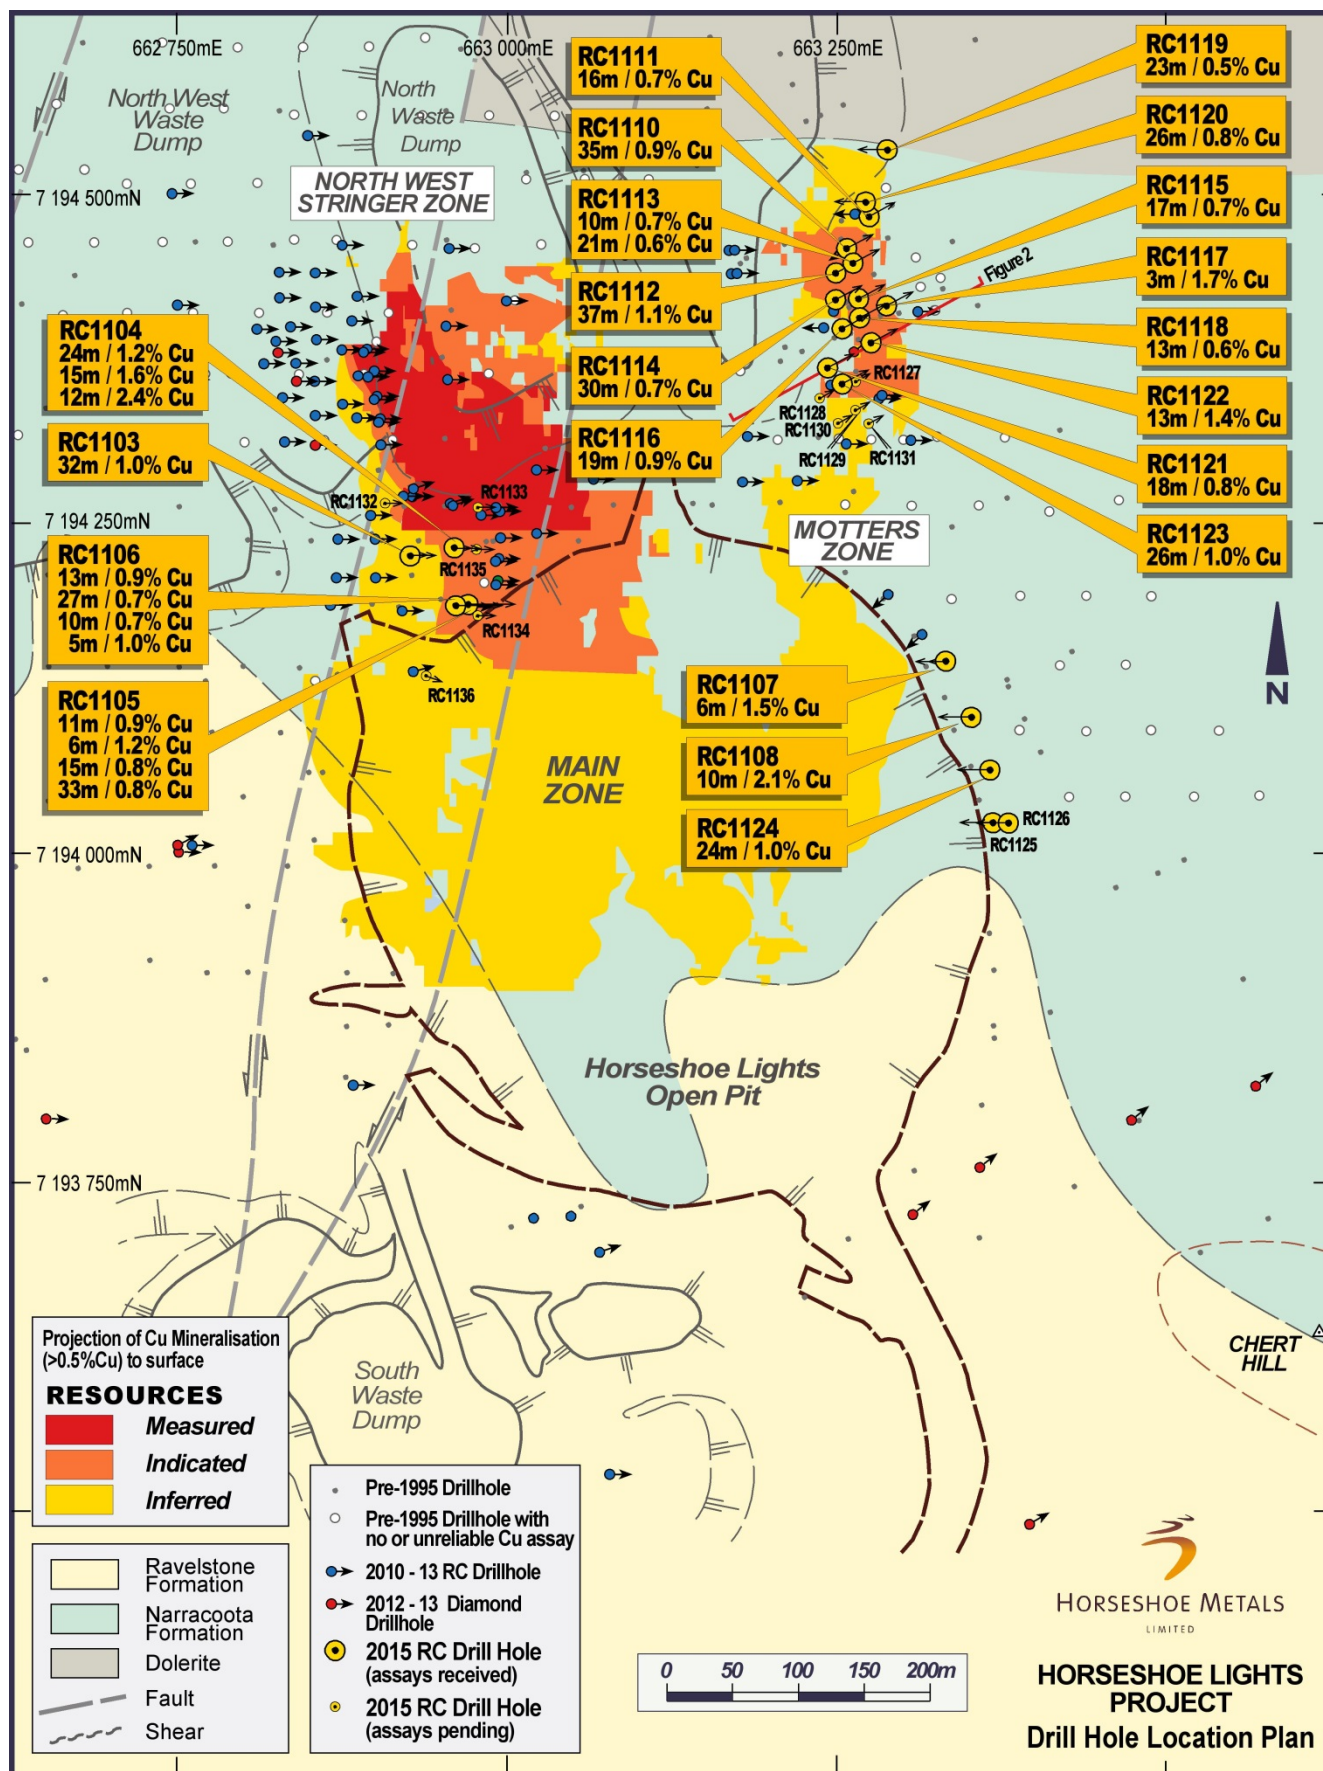 662 750mE
663 000mE
663 250mE
North West
Waste
Dump
North
Waste
Dump
RC1111
16m / 0.7% Cu
RC1119
23m / 0.5% Cu
RC1110
35m / 0.9% Cu
RC1120
26m / 0.8% Cu
7 194 500mN
NORTH WEST
STRINGER ZONE
RC1113
10m / 0.7% Cu
21m / 0.6% Cu
RC1115
17m / 0.7% Cu
RC1112
37m / 1.1% Cu
Figure 2
RC1117
3m / 1.7% Cu
RC1104
24m / 1.2% Cu
15m / 1.6% Cu
12m / 2.4% Cu
RC1118
13m / 0.6% Cu
RC1114
30m / 0.7% Cu
RC1127
RC1122
13m / 1.4% Cu
RC1103
32m / 1.0% Cu
RC1116
19m / 0.9% Cu
RC1128
RC1130
RC1129
RC1131
RC1121
18m / 0.8% Cu
RC1132
RC1133
7 194 250mN
MOTTERS
ZONE
RC1123
26m / 1.0% Cu
RC1106
13m / 0.9% Cu
27m / 0.7% Cu
10m / 0.7% Cu
5m / 1.0% Cu
RC1135
RC1134
N
RC1136
RC1105
11m / 0.9% Cu
6m / 1.2% Cu
15m / 0.8% Cu
33m / 0.8% Cu
RC1107
6m / 1.5% Cu
MAIN
ZONE
RC1108
10m / 2.1% Cu
RC1124
24m / 1.0% Cu
RC1126
RC1125
7 194 000mN
Horseshoe Lights
Open Pit
7 193 750mN
CHERT
HILL
South
Waste
Dump
Projection of Cu Mineralisation
(>0.5%Cu) to surface
RESOURCES
Measured
Indicated
Inferred
Ravelstone
Formation
Narracoota
Formation
Dolerite
Fault
Shear
Pre-1995 Drillhole
Pre-1995 Drillhole with
no or unreliable Cu assay
2010 - 13 RC Drillhole
2012 - 13 Diamond
Drillhole
2015 RC Drill Hole
(assays received)
2015 RC Drill Hole
(assays pending)
0 50 100 150 200m
HORSESHOE METALS
LIMITED
HORSESHOE LIGHTS
PROJECT
Drill Hole Location Plan